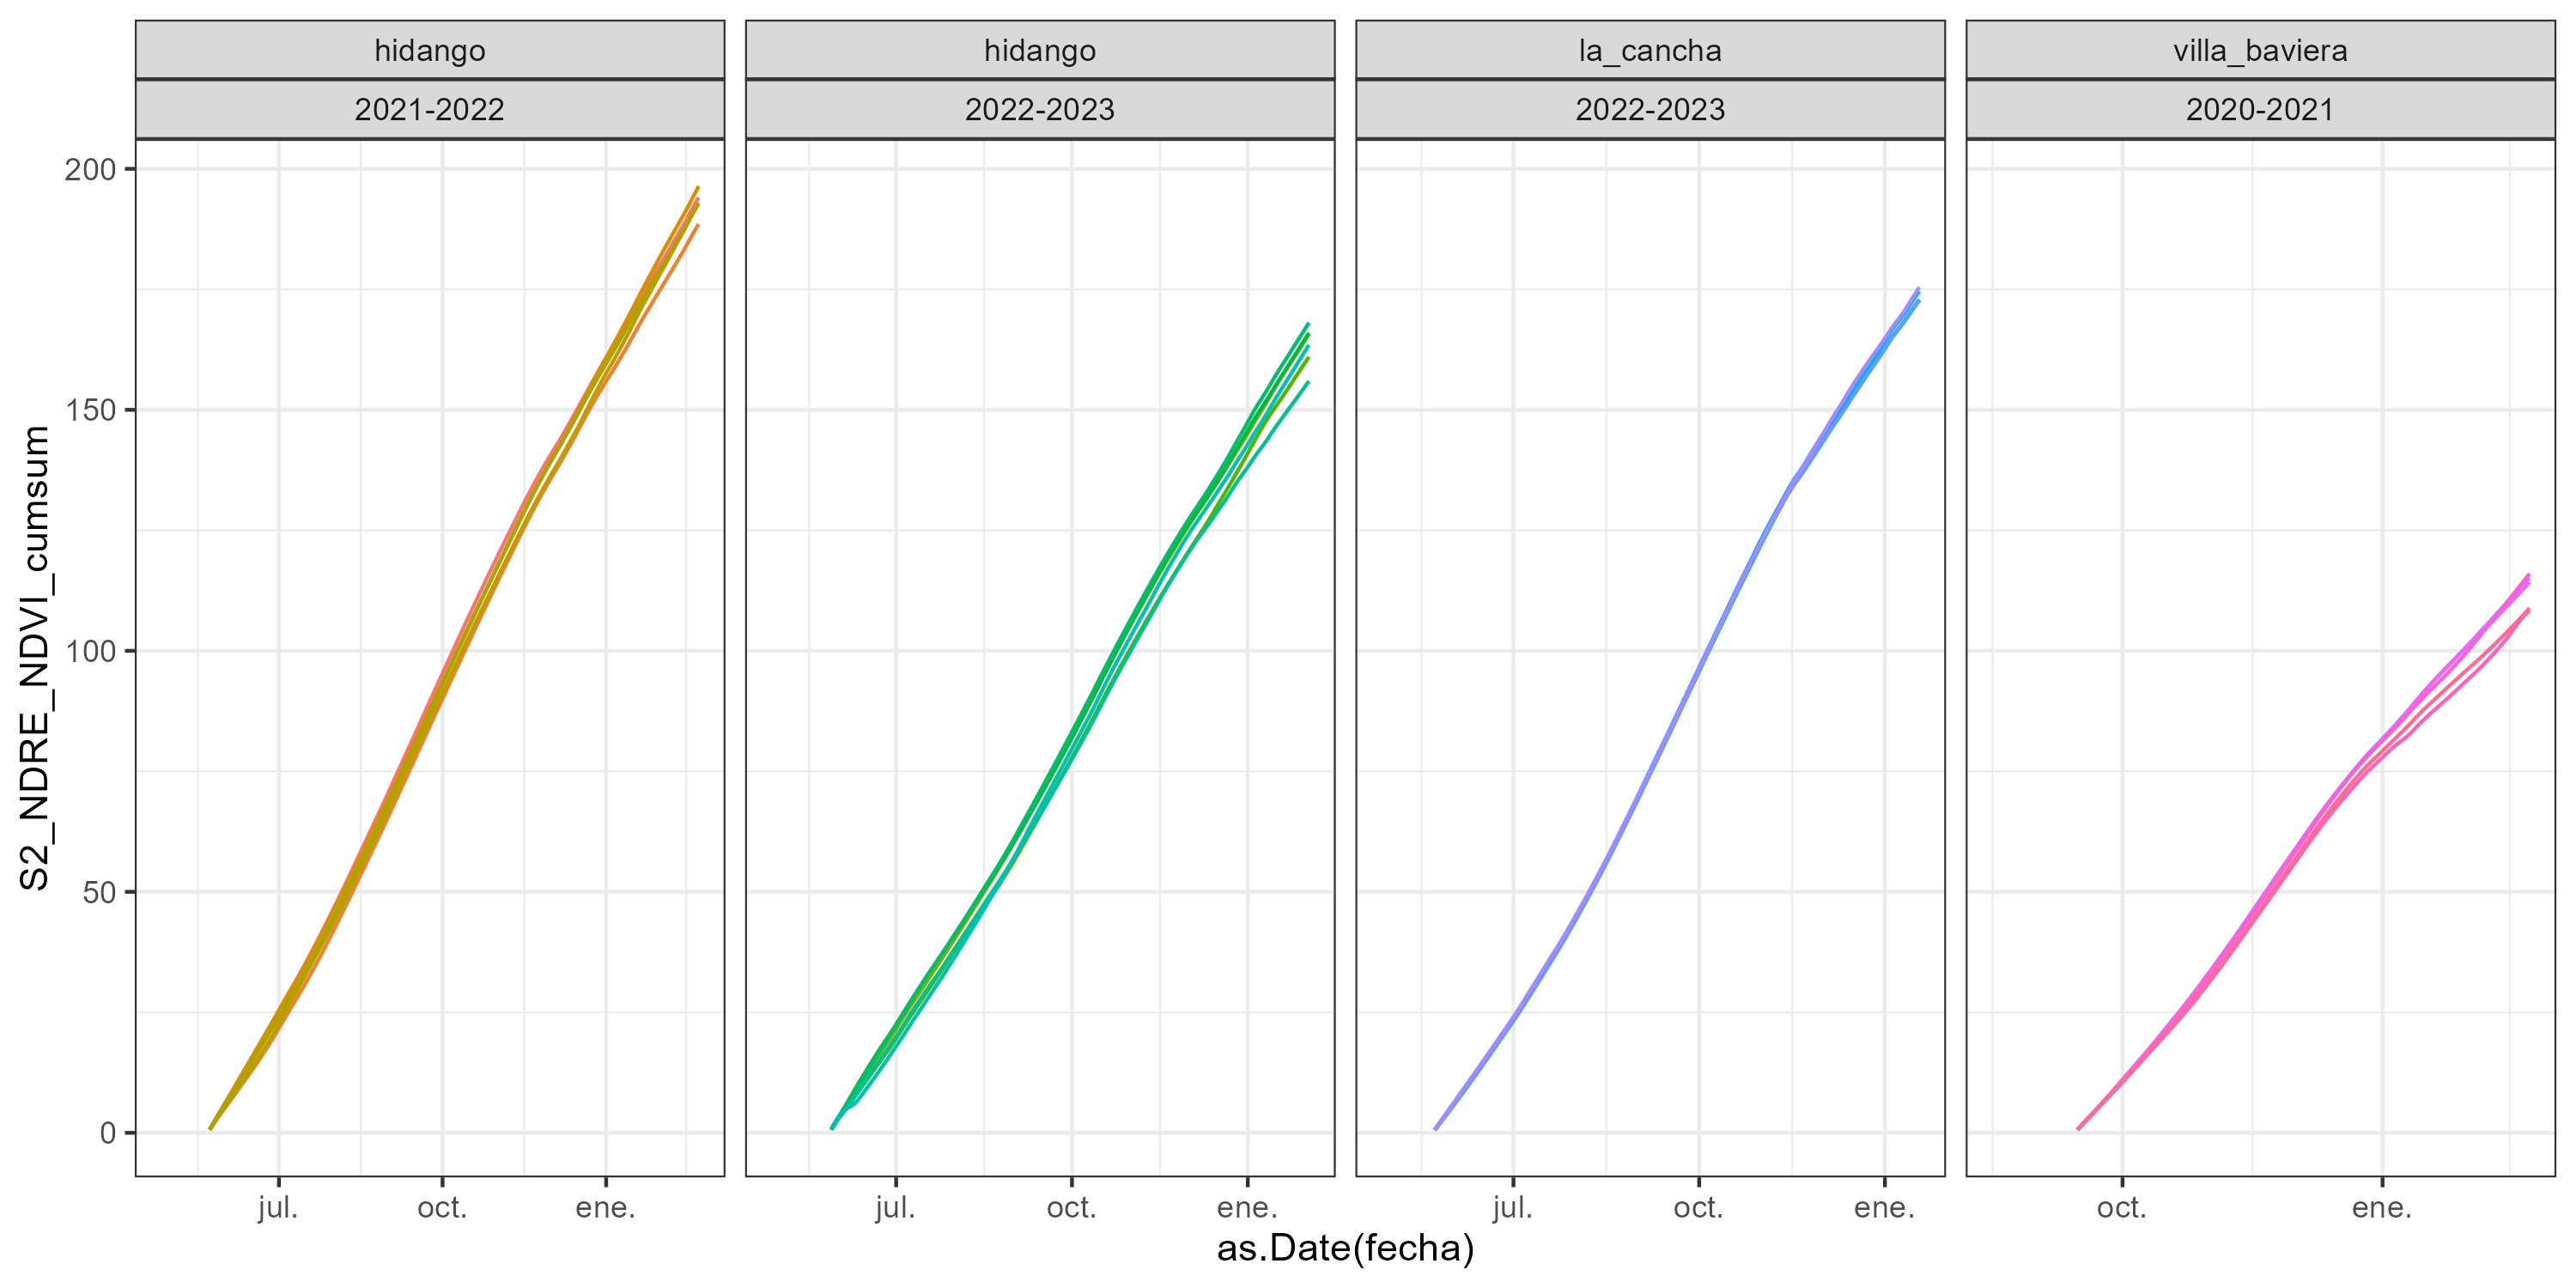 hidango
hidango
la_cancha
villa_baviera
2021-2022
2022-2023
2022-2023
2020-2021
S2_NDRE_NDVI_cumsum
200
150
100
50
0
jul.
oct.
ene.
jul.
oct.
ene.
jul.
oct.
ene.
oct.
ene.
as.Date(fecha)